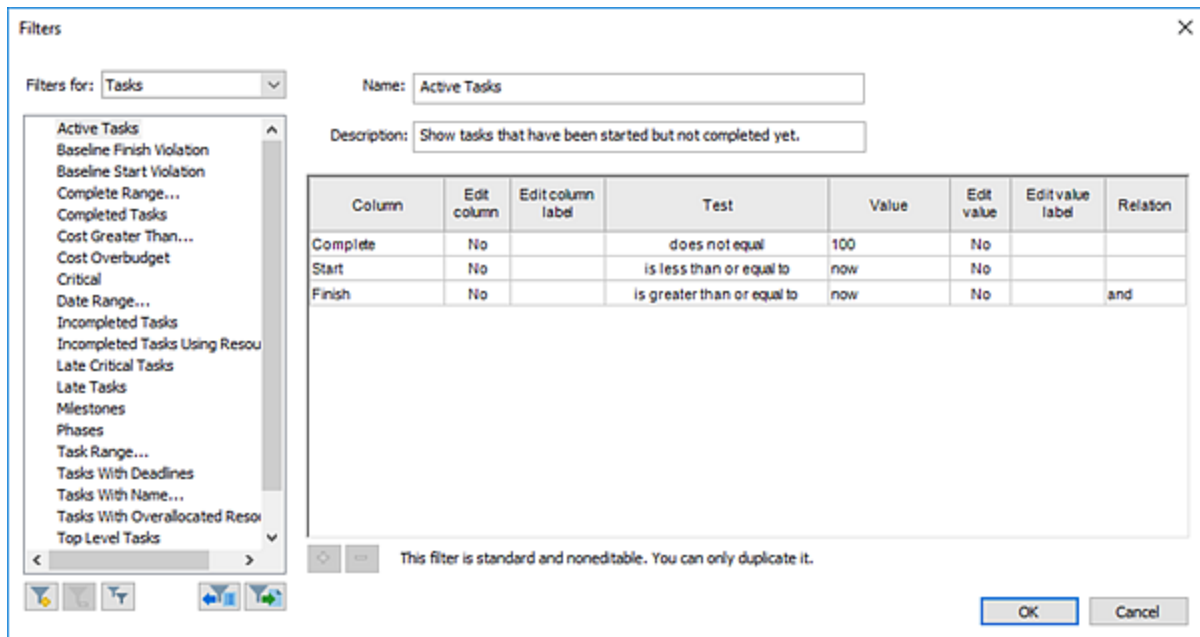 Filters
Filters for: Tasks
Name: Active Tasks
Description: Show tasks that have been started but not completed yet.
Active Tasks
Baseline Finish Violation
Baseline Start Violation
Complete Range...
Completed Tasks
Cost Greater Than...
Cost Overbudget
Critical
Date Range...
Incompleted Tasks
Incompleted Tasks Using Resou
Late Critical Tasks
Late Tasks
Milestones
Phases
Task Range...
Tasks With Deadlines
Tasks With Name...
Tasks With Overallocated Reso
Top Level Tasks
Column Edit column Edit column label Test Value Edit value Edit value label Relation
Complete No does not equal 100 No
Start No is less than or equal to now No
Finish No is greater than or equal to now No and
This filter is standard and noneditable. You can only duplicate it.
OK Cancel